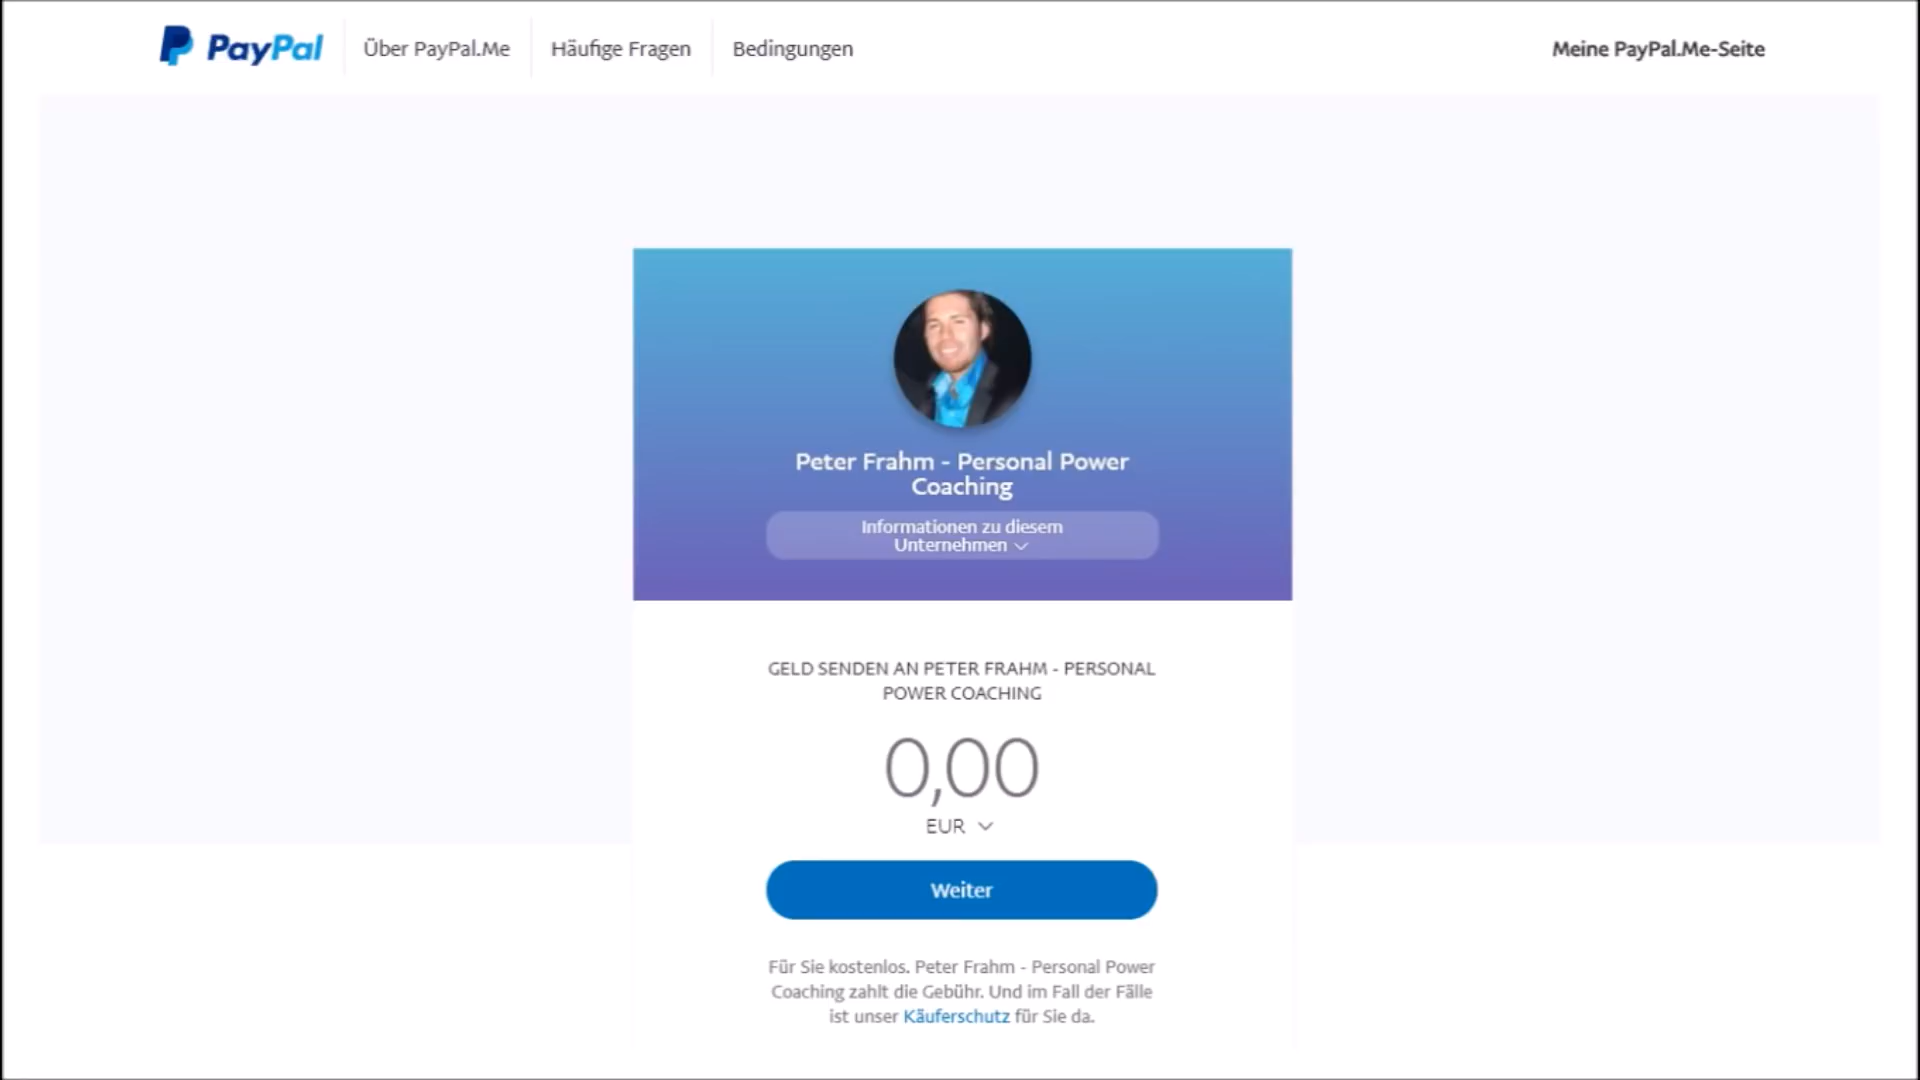 PayPal
Über PayPal.Me
Häufige Fragen
Bedingungen
Meine PayPal.Me-Seite
Peter Frahm - Personal Power
Coaching
Informationen zu diesem
Unternehmen
GELD SENDEN AN PETER FRAHM - PERSONAL
POWER COACHING
0,00
EUR
Weiter
Für Sie kostenlos. Peter Frahm - Personal Power
Coaching zahlt die Gebühr. Und im Fall der Fälle
ist unser Käuferschutz für Sie da.